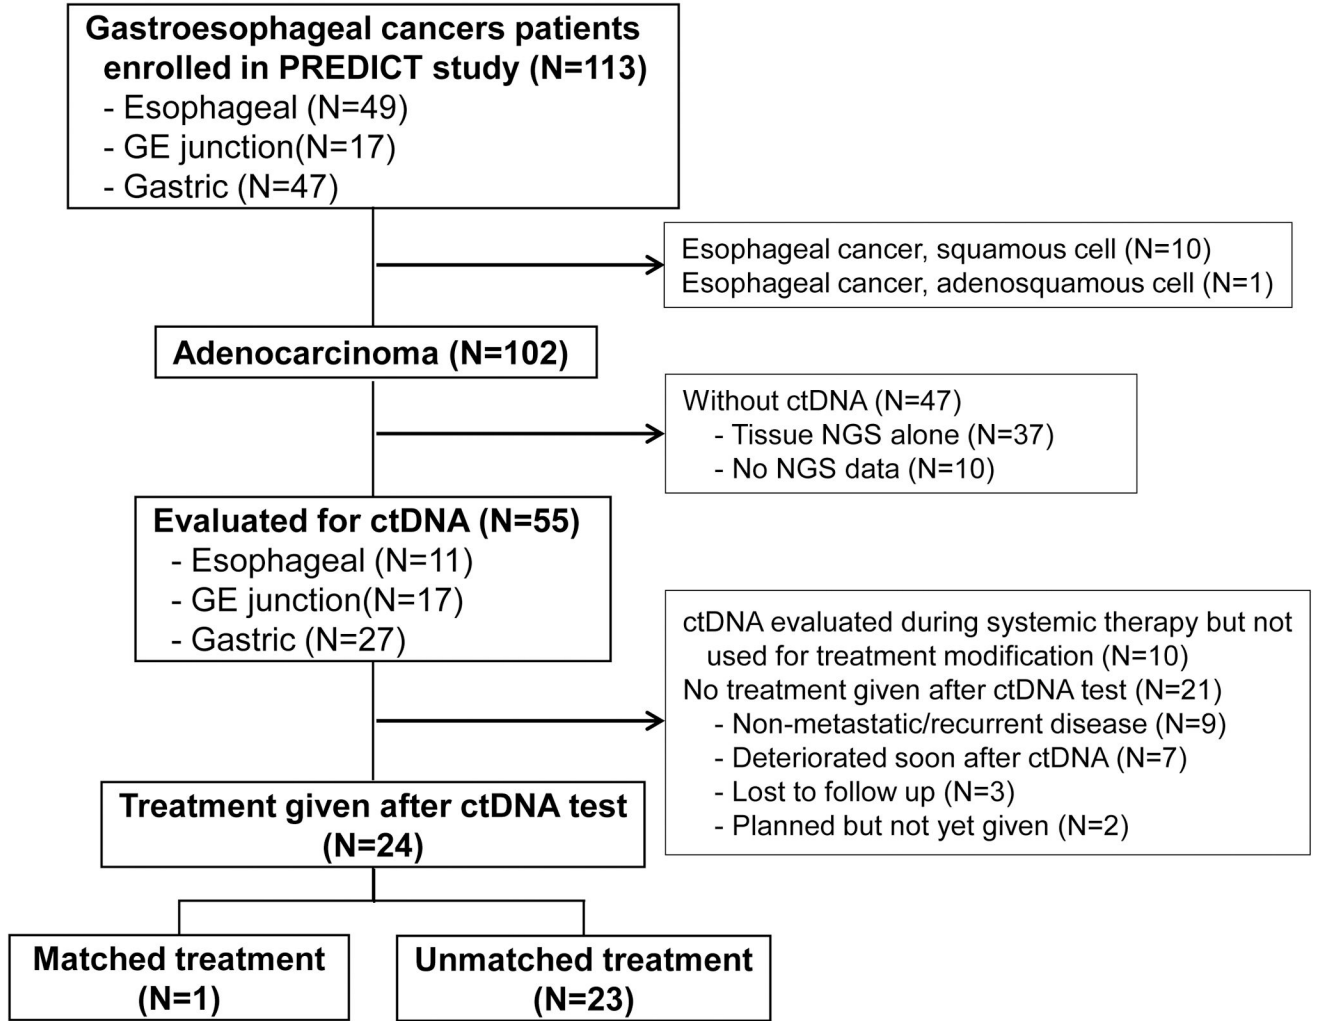 Gastroesophageal cancers patients
enrolled in PREDICT study (N=113)
- Esophageal (N=49)
- GE junction(N=17)
- Gastric (N=47)
Esophageal cancer, squamous cell (N=10)
Esophageal cancer, adenosquamous cell (N=1)
Adenocarcinoma (N=102)
Without ctDNA (N=47)
- Tissue NGS alone (N=37)
- No NGS data (N=10)
Evaluated for ctDNA (N=55)
- Esophageal (N=11)
- GE junction(N=17)
- Gastric (N=27)
ctDNA evaluated during systemic therapy but not
used for treatment modification (N=10)
No treatment given after ctDNA test (N=21)
- Non-metastatic/recurrent disease (N=9)
- Deteriorated soon after ctDNA (N=7)
- Lost to follow up (N=3)
- Planned but not yet given (N=2)
Treatment given after ctDNA test
(N=24)
Matched treatment
(N=1)
Unmatched treatment
(N=23)